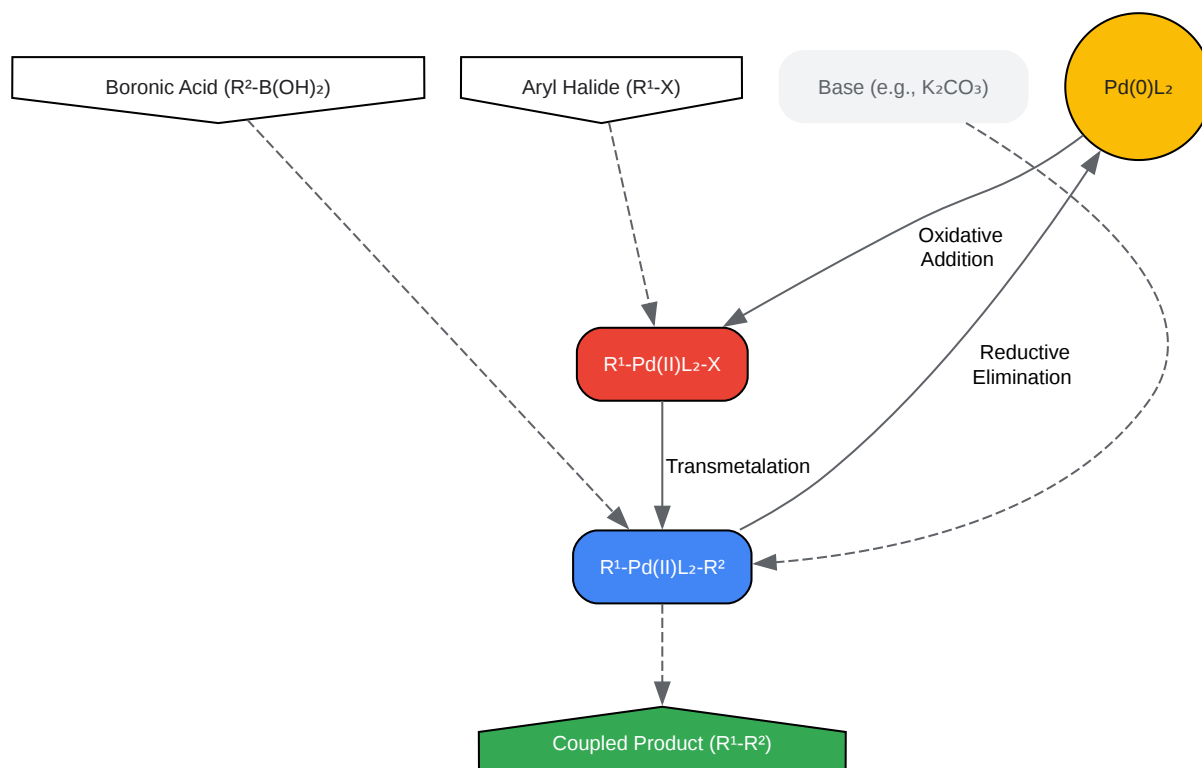 Boronic Acid (R²-B(OH)₂)
Aryl Halide (R¹-X)
Base (e.g., K₂CO₃)
Pd(0)L₂
Oxidative
Addition
R¹-Pd(II)L₂-X
Reductive
Elimination
Transmetalation
R¹-Pd(II)L₂-R²
Coupled Product (R¹-R²)